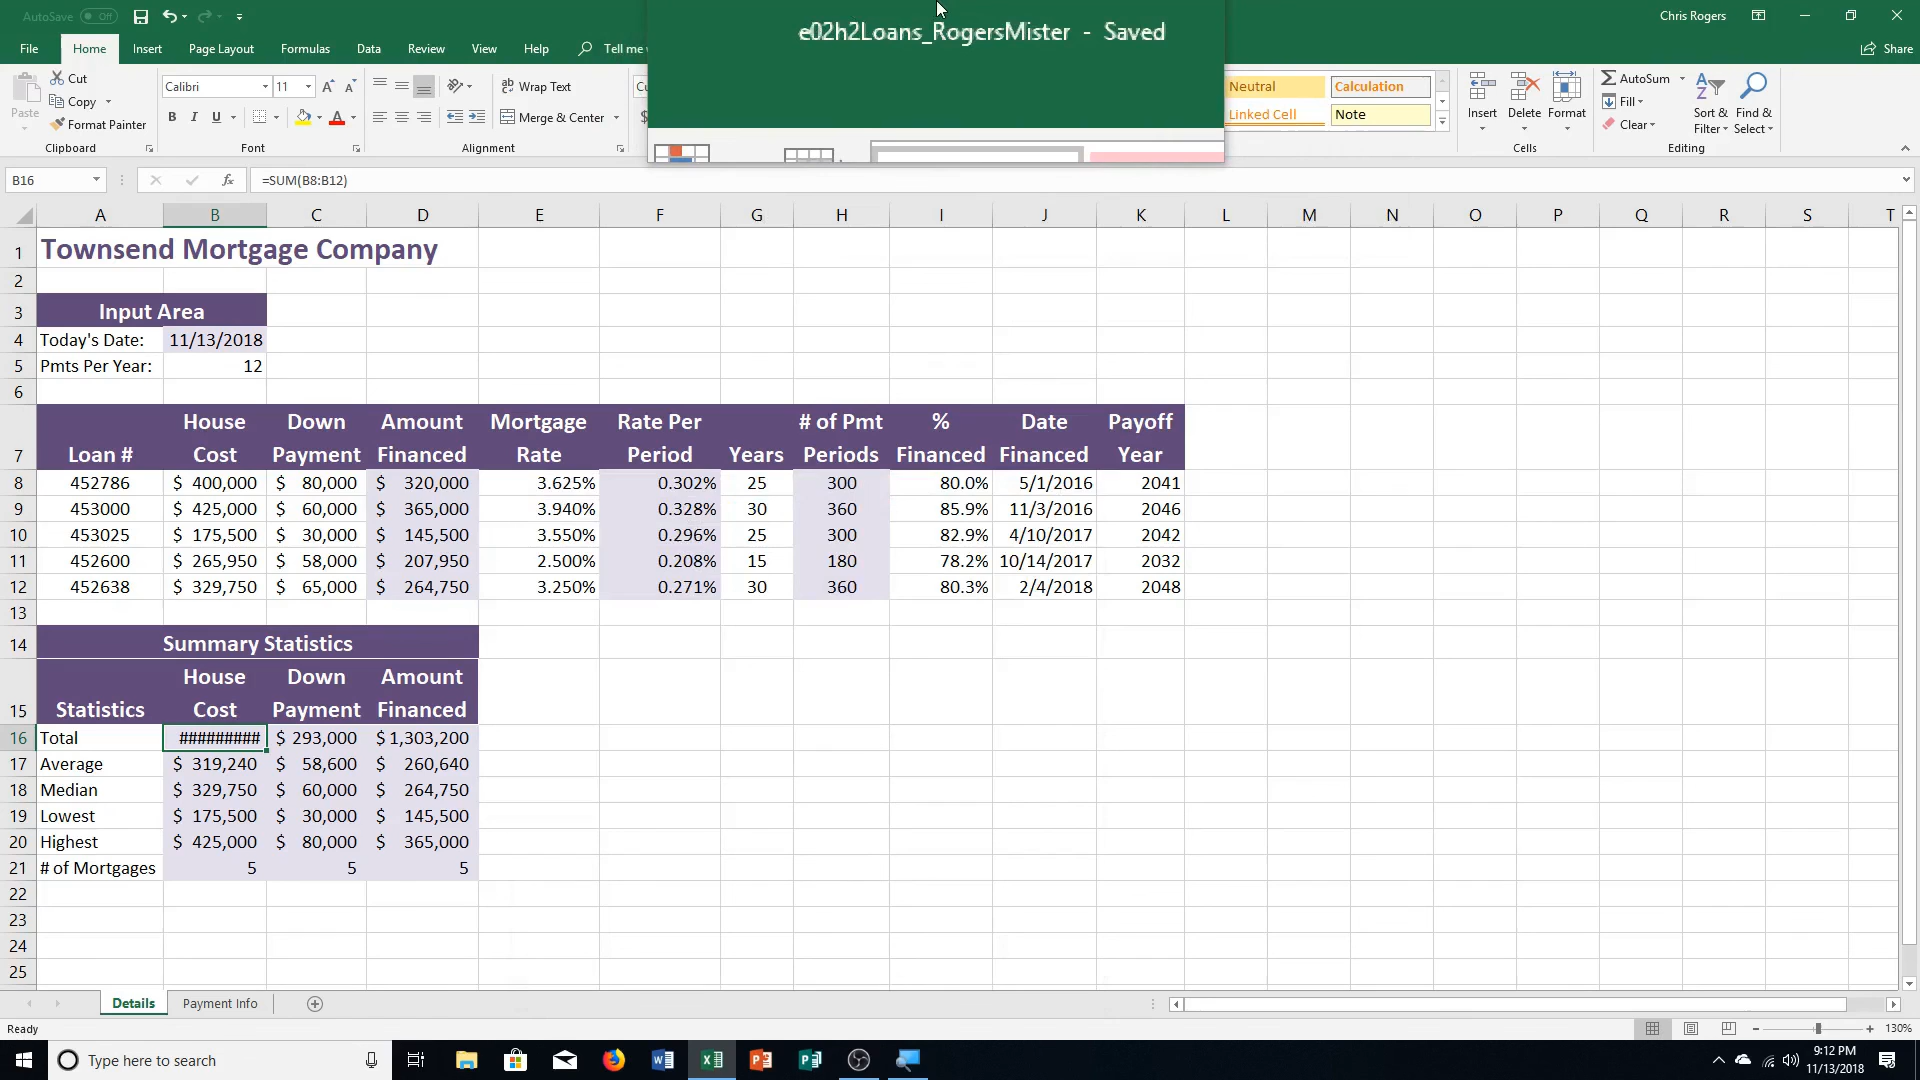 AutoSave Off
e02h2Loans_RogersMister - Saved
Chris Rogers
File Home Insert Page Layout Formulas Data Review View Help Tell me
Share
Cut
Copy
Format Painter
Paste
Clipboard
Calibri 11
B I U
Font
Wrap Text
Merge & Center
Alignment
$
Neutral
Calculation
Linked Cell
Note
Insert Delete Format
Cells
AutoSum
Fill
Clear
Sort & Filter
Find & Select
Editing
B16 fx =SUM(B8:B12)
A B C D E F G H I J K L M N O P Q R S T
1 Townsend Mortgage Company
2
3 Input Area
4 Today's Date: 11/13/2018
5 Pmts Per Year: 12
6
House Down Amount Mortgage Rate Per # of Pmt % Date Payoff
7 Loan # Cost Payment Financed Rate Period Years Periods Financed Financed Year
8 452786 $ 400,000 $ 80,000 $ 320,000 3.625% 0.302% 25 300 80.0% 5/1/2016 2041
9 453000 $ 425,000 $ 60,000 $ 365,000 3.940% 0.328% 30 360 85.9% 11/3/2016 2046
10 453025 $ 175,500 $ 30,000 $ 145,500 3.550% 0.296% 25 300 82.9% 4/10/2017 2042
11 452600 $ 265,950 $ 58,000 $ 207,950 2.500% 0.208% 15 180 78.2% 10/14/2017 2032
12 452638 $ 329,750 $ 65,000 $ 264,750 3.250% 0.271% 30 360 80.3% 2/4/2018 2048
13
14 Summary Statistics
House Down Amount
15 Statistics Cost Payment Financed
16 Total ######### $ 293,000 $ 1,303,200
17 Average $ 319,240 $ 58,600 $ 260,640
18 Median $ 329,750 $ 60,000 $ 264,750
19 Lowest $ 175,500 $ 30,000 $ 145,500
20 Highest $ 425,000 $ 80,000 $ 365,000
21 # of Mortgages 5 5 5
22
23
24
25
Details Payment Info
Ready
130%
Type here to search
9:12 PM
11/13/2018